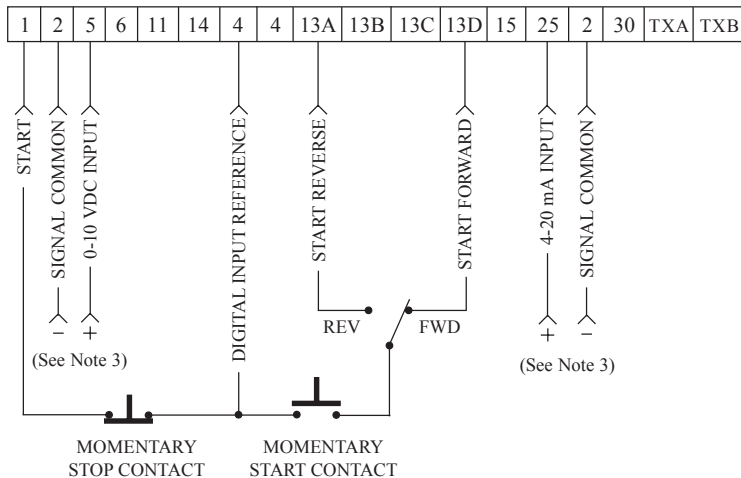 1 2 5 6 11 14 4 4 13A 13B 13C 13D 15 25 2 30 TXA TXB
START
SIGNAL COMMON
0-10 VDC INPUT
DIGITAL INPUT REFERENCE
START REVERSE
START FORWARD
4-20 mA INPUT
SIGNAL COMMON
REV FWD
− + + −
(See Note 3) (See Note 3)
MOMENTARY
STOP CONTACT
MOMENTARY
START CONTACT